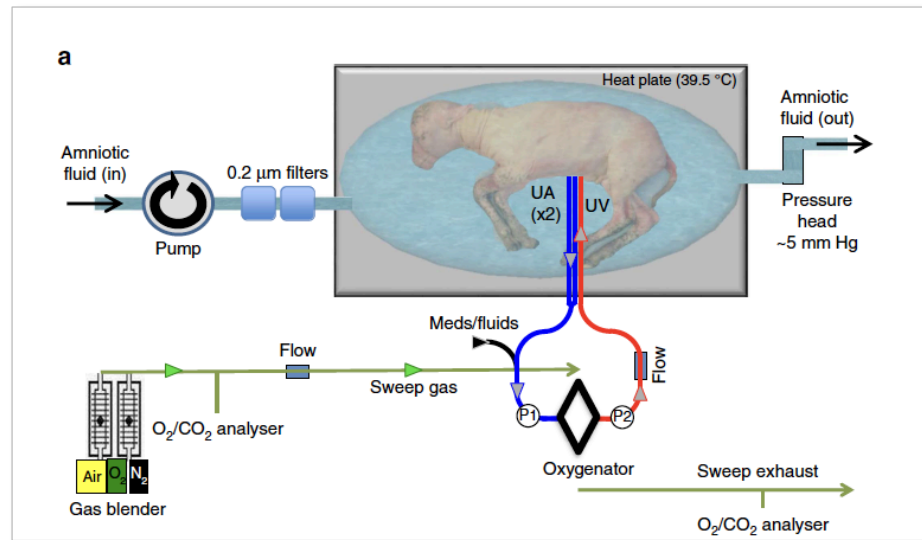 a
Heat plate (39.5 °C)
Amniotic
fluid (out)
Amniotic
fluid (in)
0.2 μm filters
UA
(x2)
UV
Pump
Pressure
head
~5 mm Hg
Meds/fluids
Flow
Flow
Sweep gas
O₂/CO₂ analyser
P1
P2
Air
O₂
N₂
Oxygenator
Sweep exhaust
Gas blender
O₂/CO₂ analyser